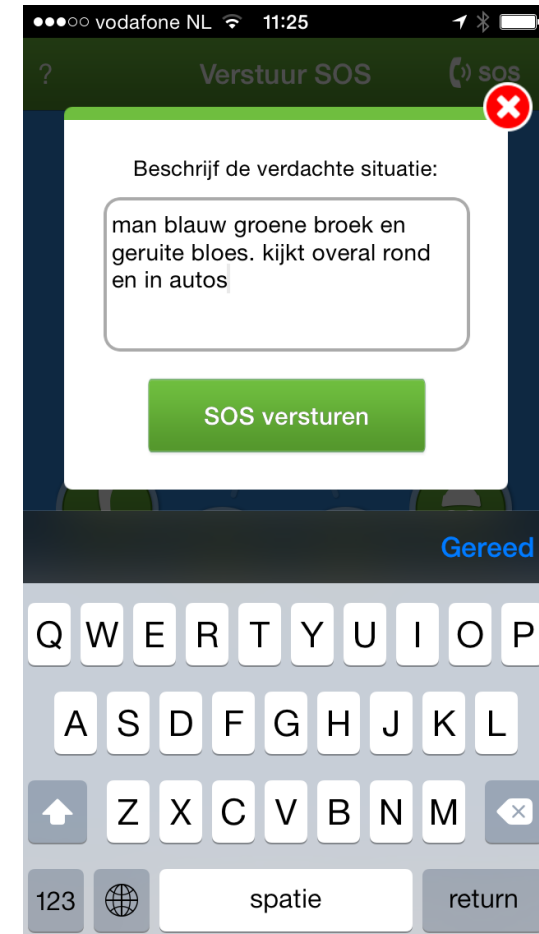 vodafone NL 11:25
? Verstuur SOS SOS
Beschrijf de verdachte situatie:
man blauw groene broek en
geruite bloes. kijkt overal rond
en in autos
SOS versturen
Gereed
Q W E R T Y U I O P
A S D F G H J K L
Z X C V B N M
123 spatie return